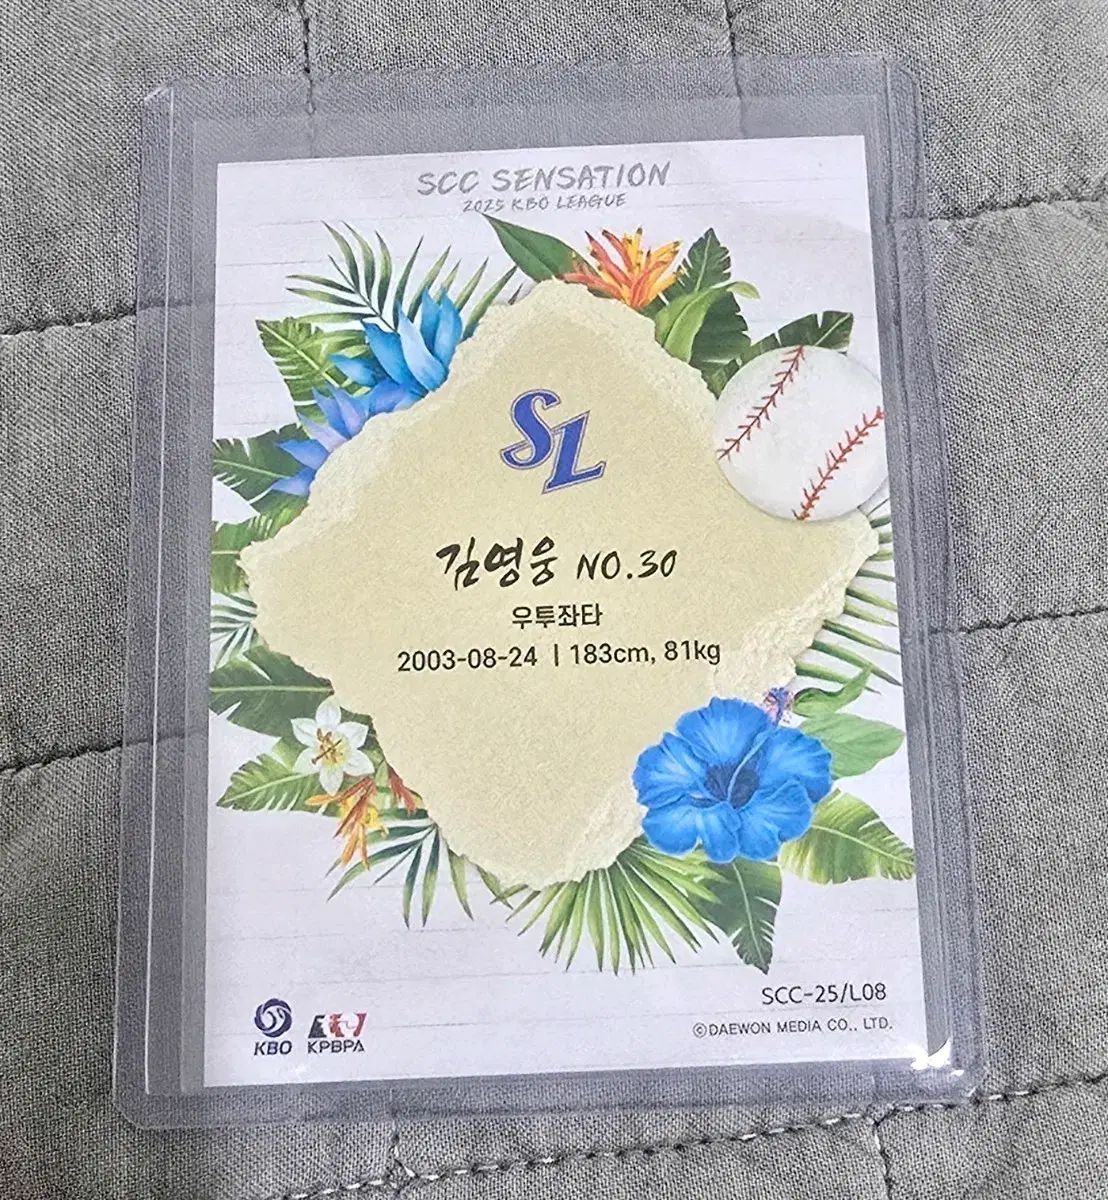 SCC SENSATION
2025 KBO LEAGUE
SL
김영웅 NO.30
우투좌타
2003-08-24 | 183cm, 81kg
SCC-25/L08
©DAEWON MEDIA CO., LTD.
KBO KPBPA